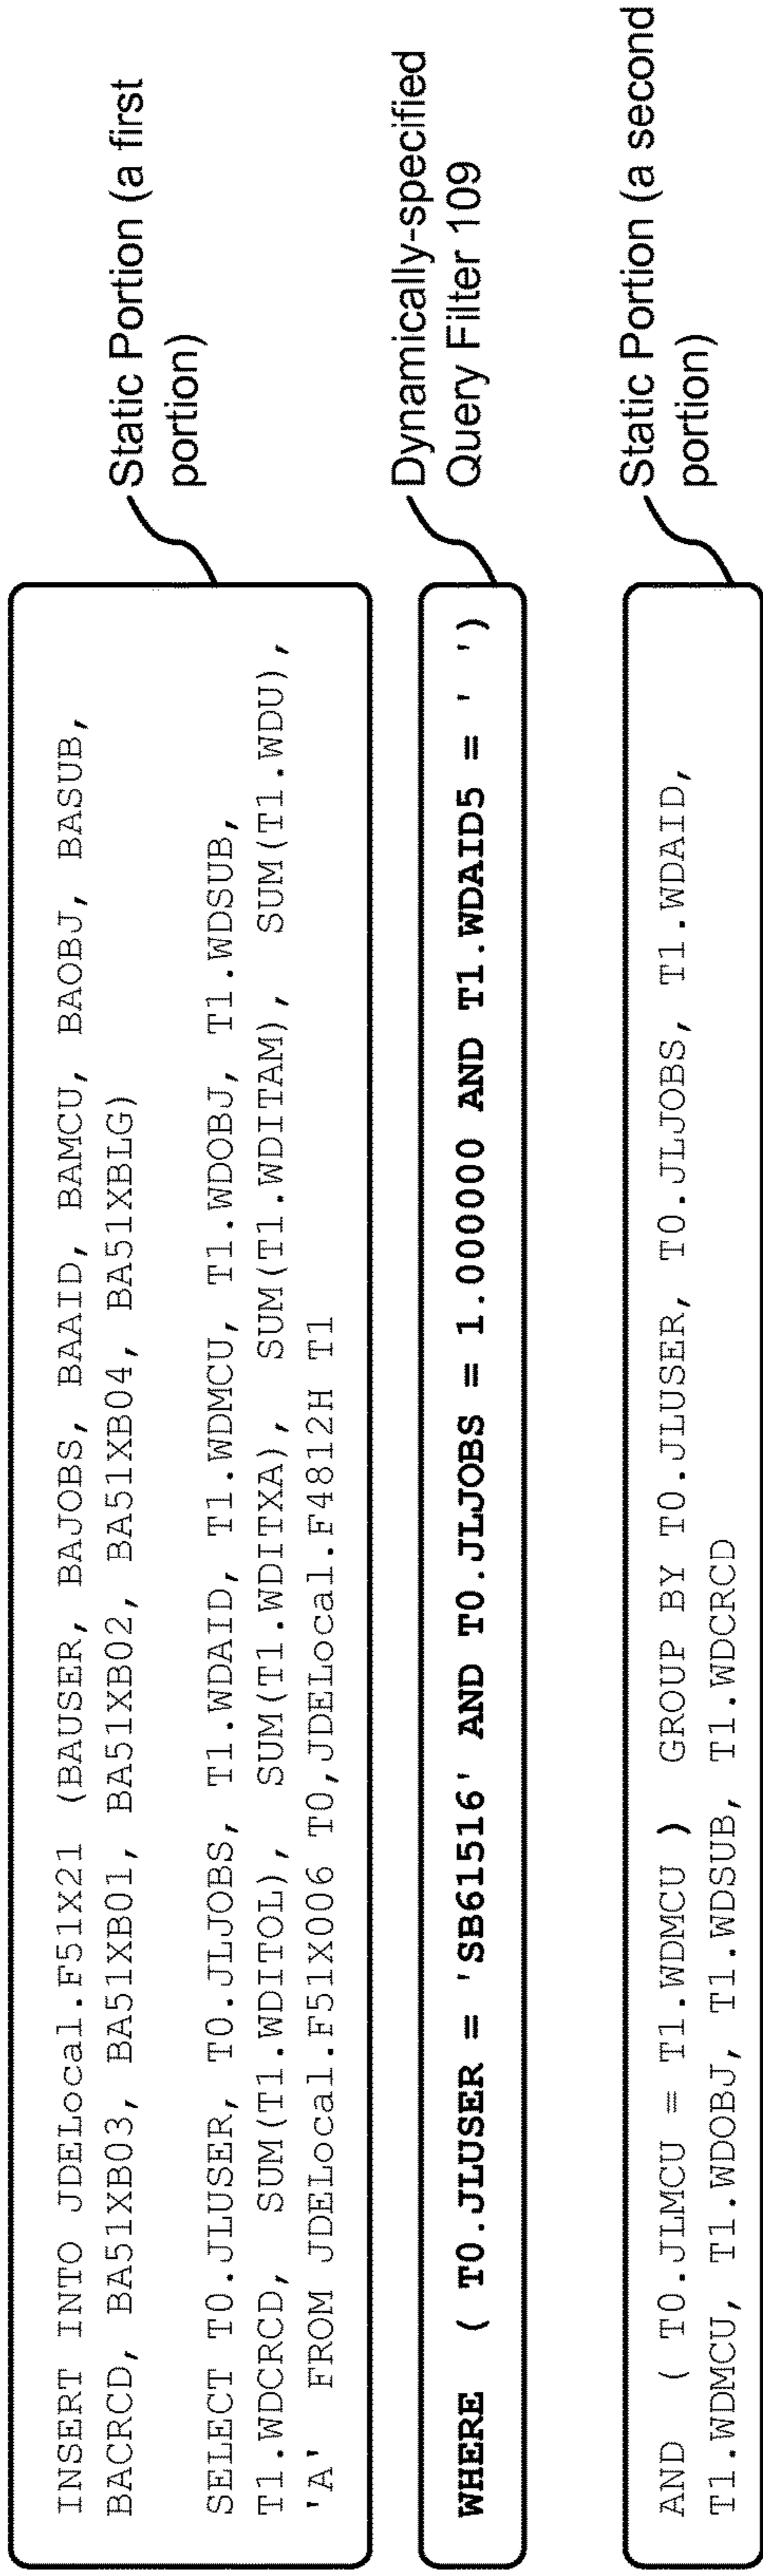 INSERT INTO JDELocal.F51X21 (BAUSER, BAJOBS, BAAID, BAMCU, BAOBJ, BASUB,
BACRCD, BA51XB03, BA51XB01, BA51XB02, BA51XB04, BA51XBLG)
SELECT T0.JLUSER, T0.JLJOBS, T1.WDAID, T1.WDMCU, T1.WDOBJ, T1.WDSUB,
T1.WDCRCD, SUM(T1.WDITOL), SUM(T1.WDITXA), SUM(T1.WDITAM), SUM(T1.WDU),
'A' FROM JDELocal.F51X006 T0,JDELocal.F4812H T1
Static Portion (a first
portion)
WHERE ( T0.JLUSER = 'SB61516' AND T0.JLJOBS = 1.000000 AND T1.WDAID5 = ' ')
Dynamically-specified
Query Filter 109
AND ( T0.JLMCU = T1.WDMCU ) GROUP BY T0.JLUSER, T0.JLJOBS, T1.WDAID,
T1.WDMCU, T1.WDOBJ, T1.WDSUB, T1.WDCRCD
Static Portion (a second
portion)